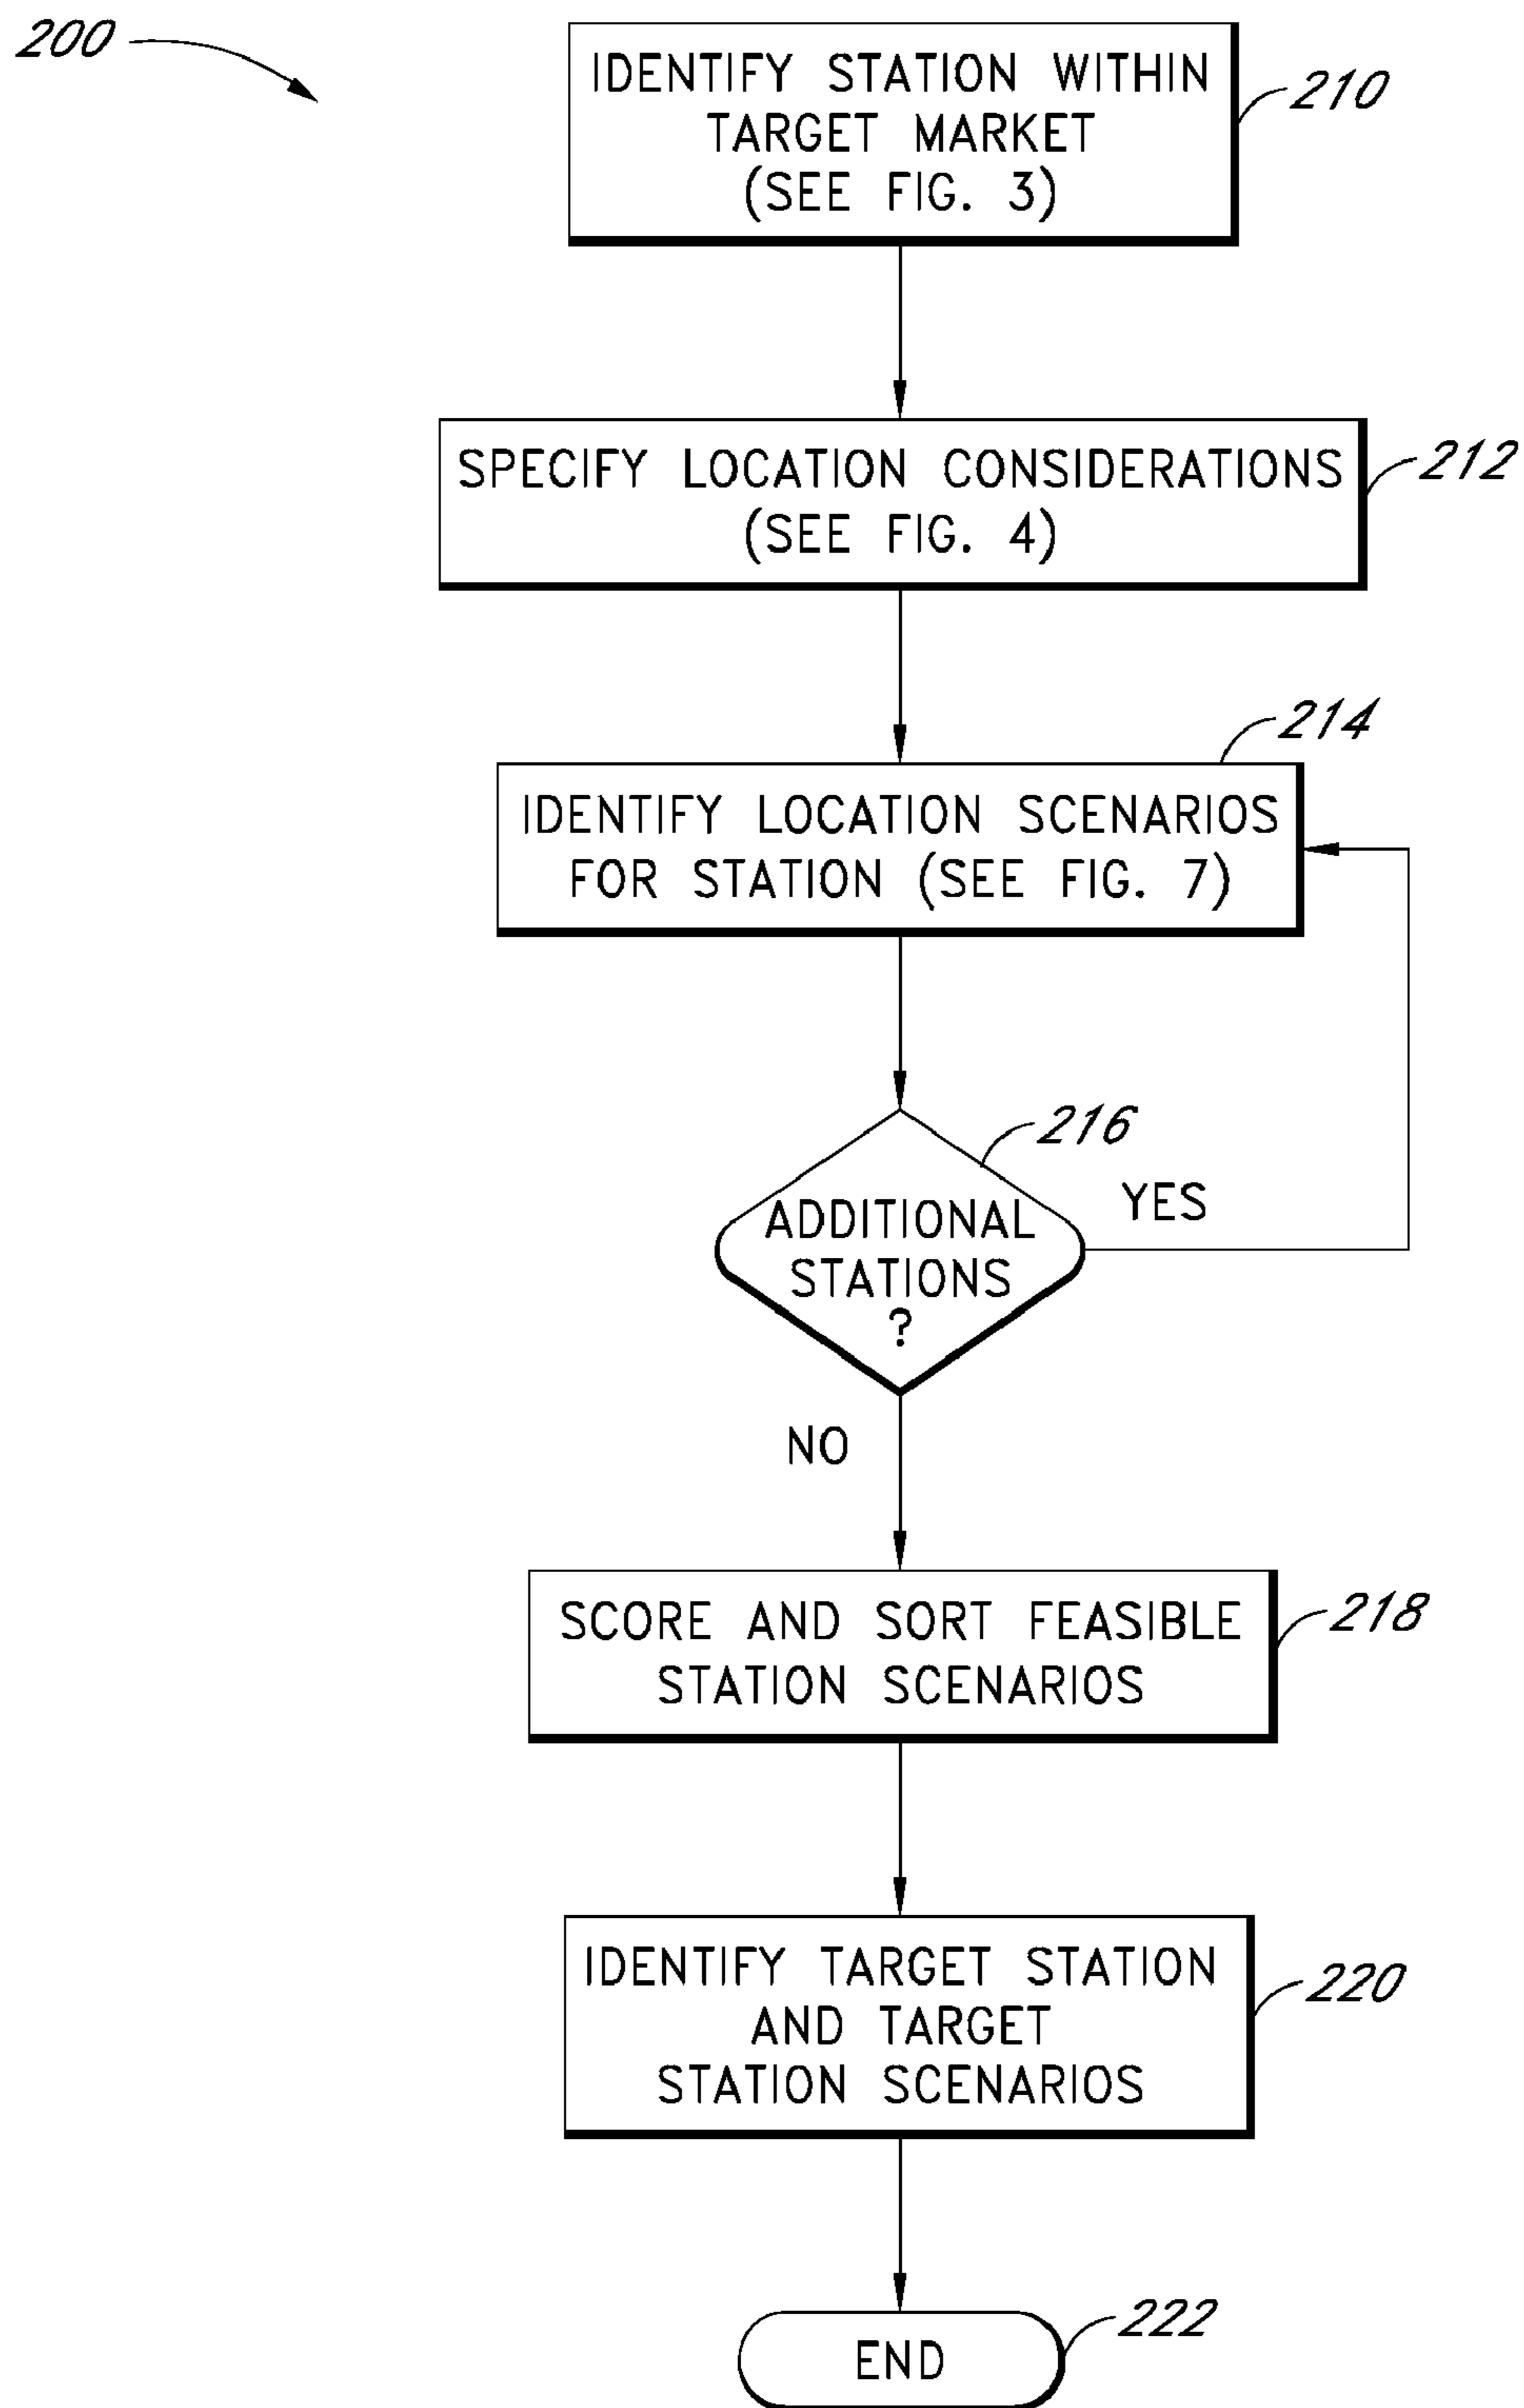 200
IDENTIFY STATION WITHIN
TARGET MARKET
(SEE FIG. 3)
210
SPECIFY LOCATION CONSIDERATIONS
(SEE FIG. 4)
212
214
IDENTIFY LOCATION SCENARIOS
FOR STATION (SEE FIG. 7)
216
ADDITIONAL
STATIONS
?
YES
NO
SCORE AND SORT FEASIBLE
STATION SCENARIOS
218
IDENTIFY TARGET STATION
AND TARGET
STATION SCENARIOS
220
END
222